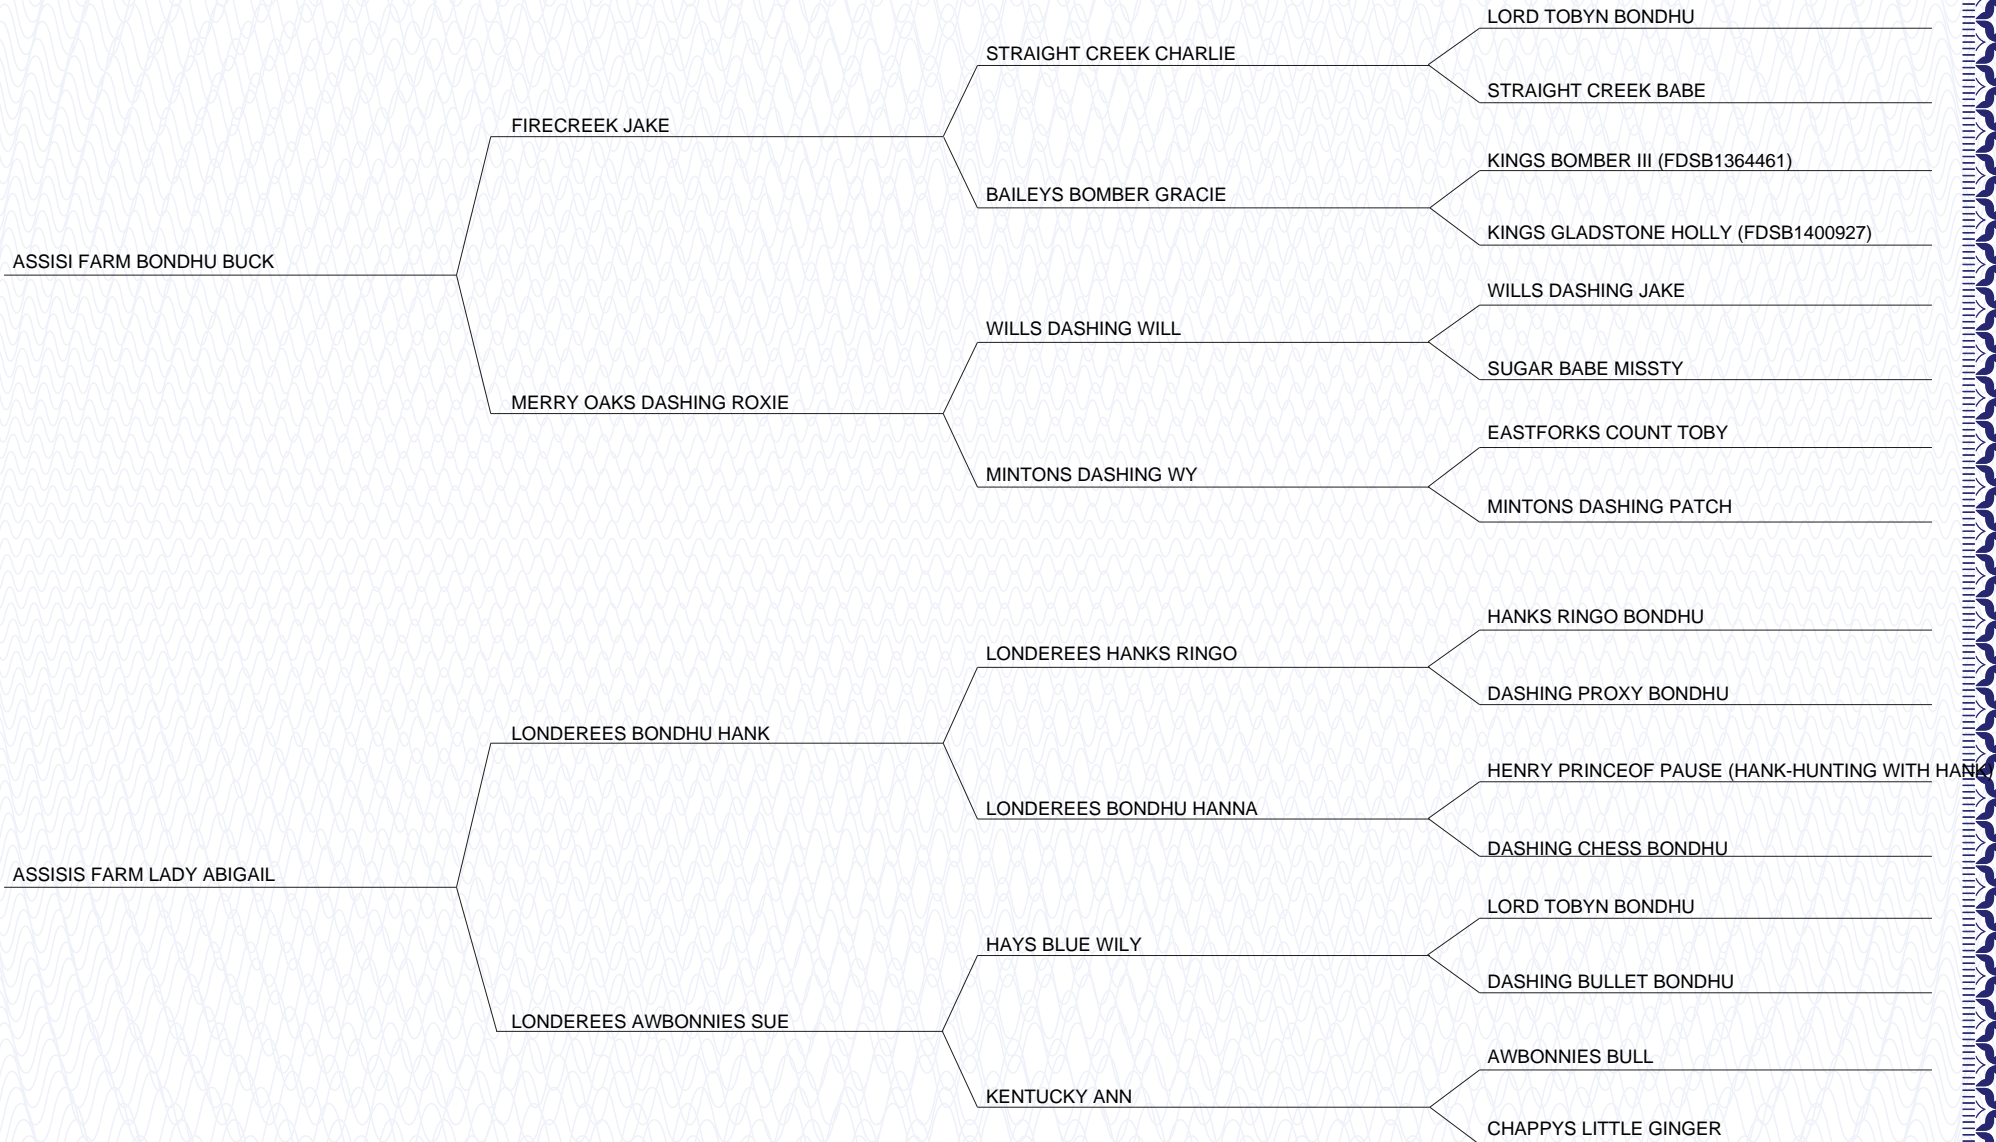 LORD TOBYN BONDHU
STRAIGHT CREEK CHARLIE
STRAIGHT CREEK BABE
FIRECREEK JAKE
KINGS BOMBER III (FDSB1364461)
BAILEYS BOMBER GRACIE
KINGS GLADSTONE HOLLY (FDSB1400927)
ASSISI FARM BONDHU BUCK
WILLS DASHING JAKE
WILLS DASHING WILL
SUGAR BABE MISSTY
MERRY OAKS DASHING ROXIE
EASTFORKS COUNT TOBY
MINTONS DASHING WY
MINTONS DASHING PATCH
HANKS RINGO BONDHU
LONDEREES HANKS RINGO
DASHING PROXY BONDHU
LONDEREES BONDHU HANK
HENRY PRINCEOF PAUSE (HANK-HUNTING WITH HANK)
LONDEREES BONDHU HANNA
DASHING CHESS BONDHU
ASSISIS FARM LADY ABIGAIL
LORD TOBYN BONDHU
HAYS BLUE WILY
DASHING BULLET BONDHU
LONDEREES AWBONNIES SUE
AWBONNIES BULL
KENTUCKY ANN
CHAPPYS LITTLE GINGER